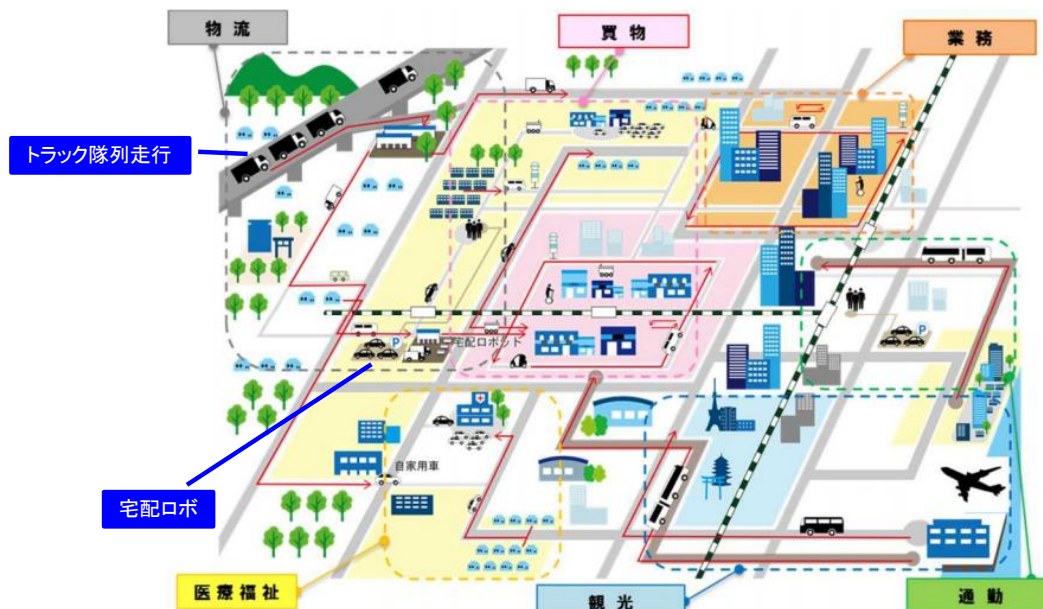 物流
買物
業務
トラック隊列走行
P
P
宅配ロボット
自家用車
宅配ロボ
医療福祉
観光
通勤